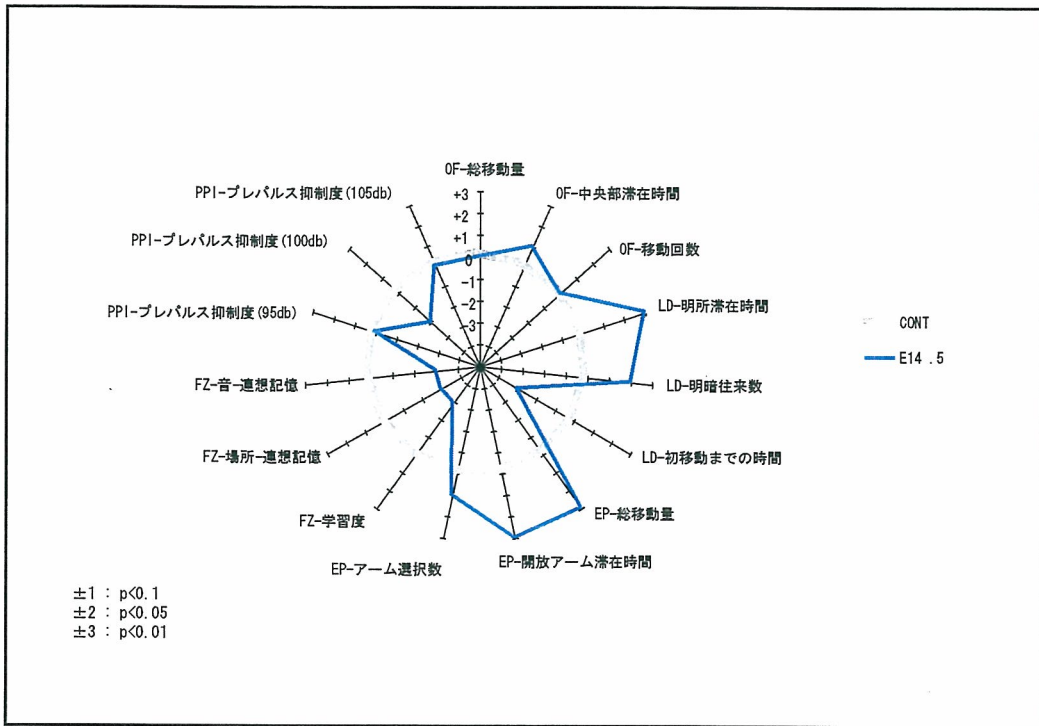 OF-総移動量
+3
+2
+1
0
-1
-2
-3
OF-中央部滞在時間
OF-移動回数
LD-明所滞在時間
LD-明暗往来数
LD-初移動までの時間
EP-総移動量
EP-開放アーム滞在時間
EP-アーム選択数
FZ-学習度
FZ-場所-連想記憶
FZ-音-連想記憶
PPI-プレパルス抑制度(95db)
PPI-プレパルス抑制度(100db)
PPI-プレパルス抑制度(105db)
CONT
E14 .5
±1 : p<0.1
±2 : p<0.05
±3 : p<0.01